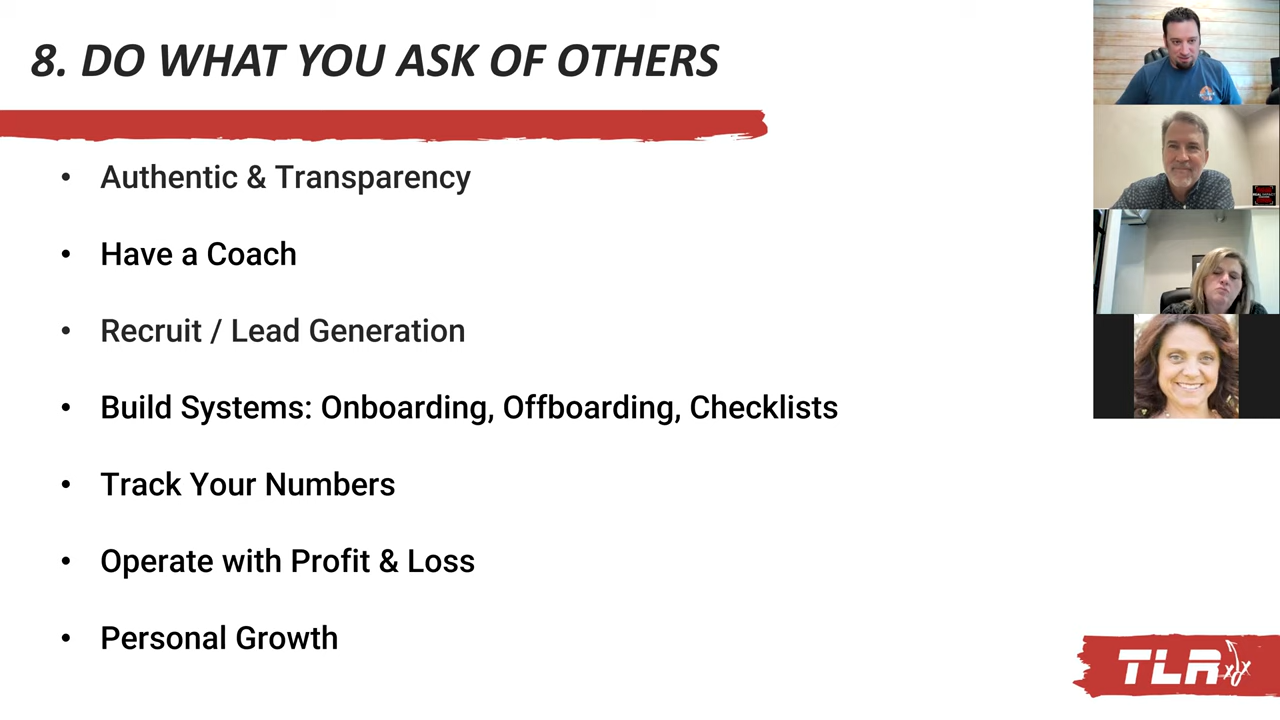 8. DO WHAT YOU ASK OF OTHERS
• Authentic & Transparency
• Have a Coach
• Recruit / Lead Generation
• Build Systems: Onboarding, Offboarding, Checklists
• Track Your Numbers
• Operate with Profit & Loss
• Personal Growth
TLR